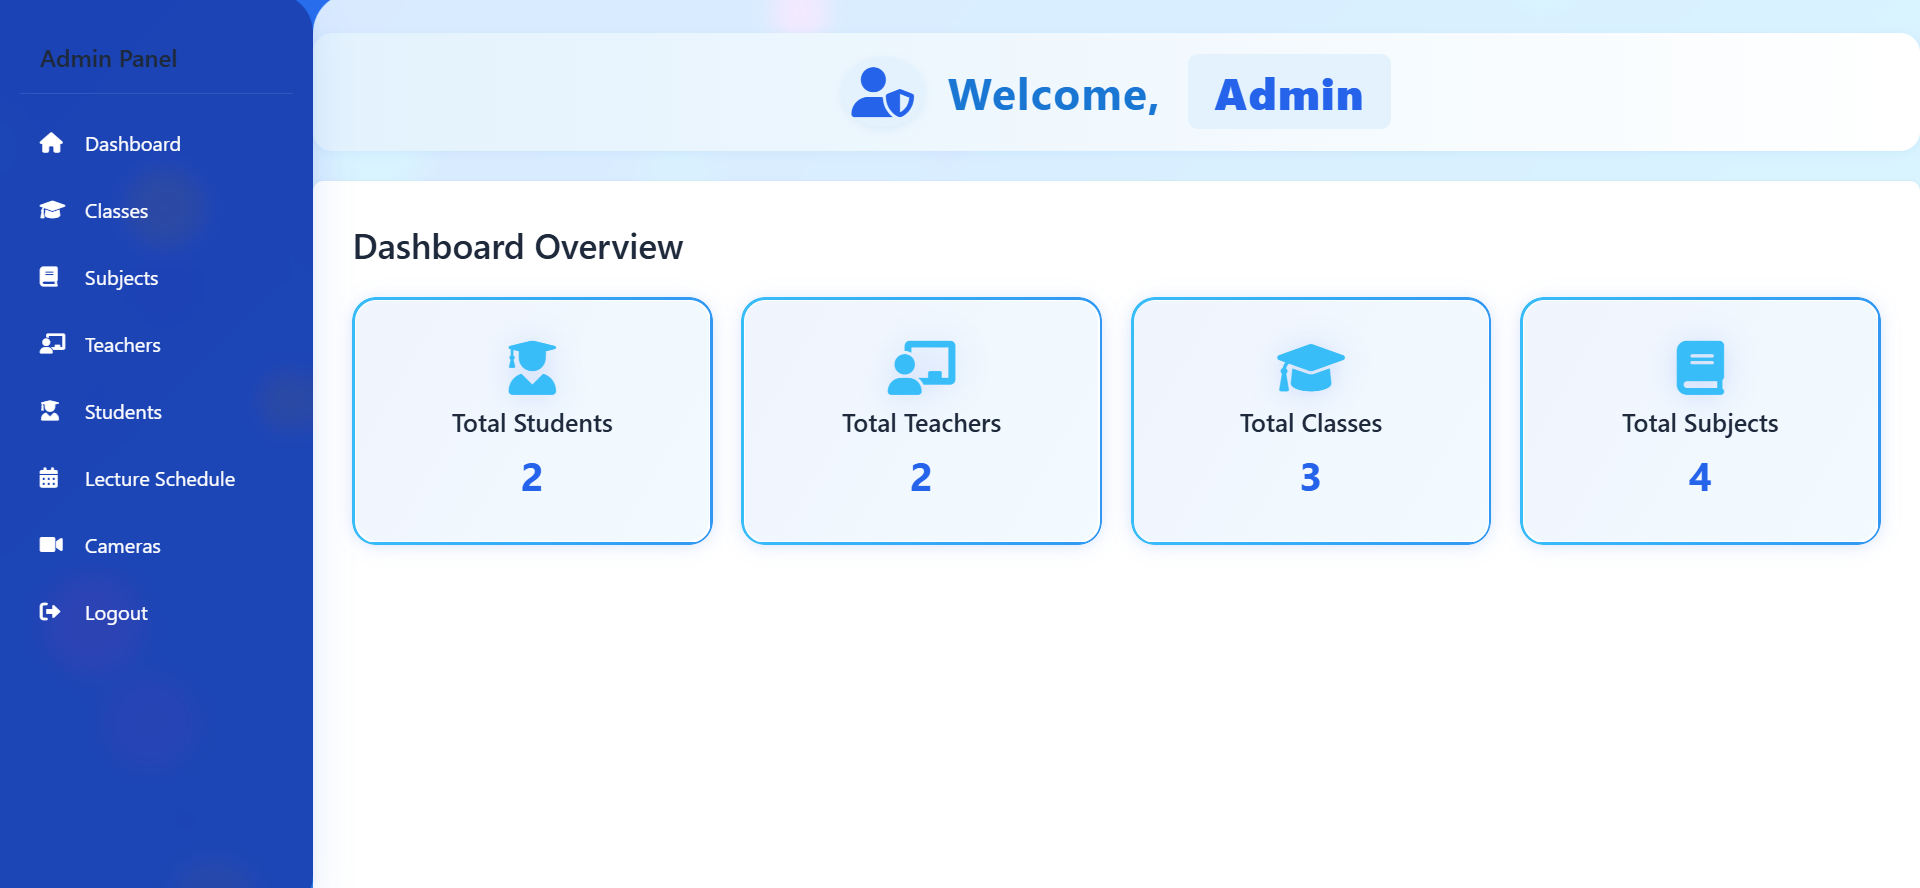 Admin Panel
Dashboard
Classes
Subjects
Teachers
Students
Lecture Schedule
Cameras
Logout
Welcome, Admin
Dashboard Overview
Total Students
2
Total Teachers
2
Total Classes
3
Total Subjects
4